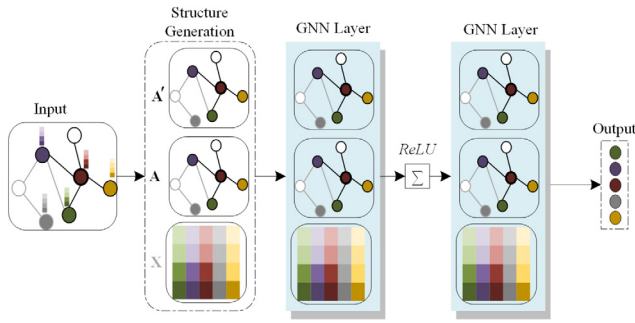 Structure
Generation
GNN Layer
GNN Layer
Input
A'
A
X
ReLU
Σ
Output